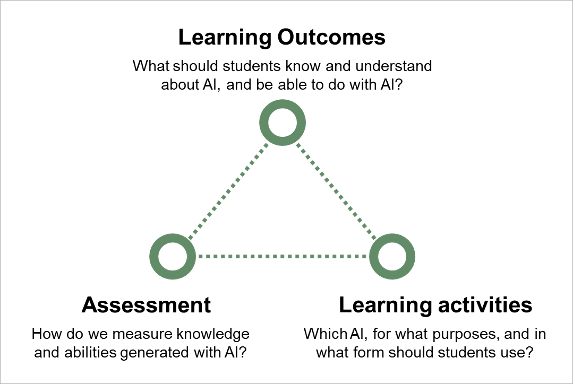 Learning Outcomes
What should students know and understand
about AI, and be able to do with AI?
Assessment
How do we measure knowledge
and abilities generated with AI?
Learning activities
Which AI, for what purposes, and in
what form should students use?